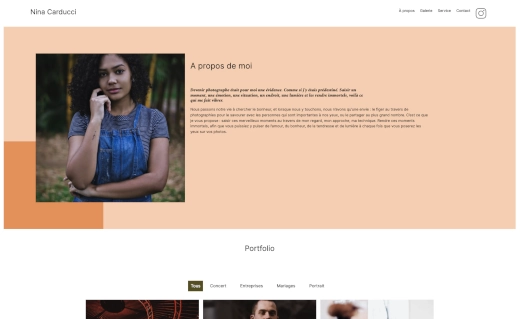 Nina Carducci
A propos Galerie Service Contact
A propos de moi
Devenir photographe était pour moi une évidence. Comme si j'y étais prédestiné. Saisir un
moment, une émotion, une situation, un endroit, une lumière et les rendre immortels, voilà ce
qui me fait vibrer.
Nous passons notre vie à chercher le bonheur, et lorsque nous y touchons, nous n'avons qu'une envie : le figer au travers de
photographies pour le savourer avec les personnes qui sont importantes à nos yeux, ou le partager au plus grand nombre. C'est ce que
je vous propose : saisir ces merveilleux moments au travers de mon regard, mon approche, ma technique. Rendre ces moments
immortels, afin que vous puissiez y puiser de l'amour, du bonheur, de la tendresse et de lumière à chaque fois que vous poserez les
yeux sur vos photos.
Portfolio
Tous Concert Entreprises Mariages Portrait